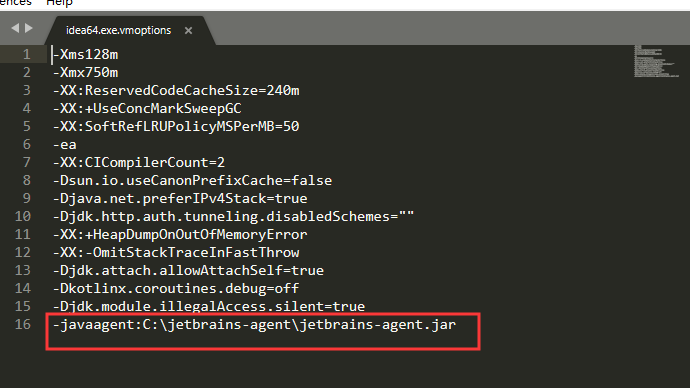 ences Help
idea64.exe.vmoptions ×
1 -Xms128m
2 -Xmx750m
3 -XX:ReservedCodeCacheSize=240m
4 -XX:+UseConcMarkSweepGC
5 -XX:SoftRefLRUPolicyMSPerMB=50
6 -ea
7 -XX:CICompilerCount=2
8 -Dsun.io.useCanonPrefixCache=false
9 -Djava.net.preferIPv4Stack=true
10 -Djdk.http.auth.tunneling.disabledSchemes=""
11 -XX:+HeapDumpOnOutOfMemoryError
12 -XX:-OmitStackTraceInFastThrow
13 -Djdk.attach.allowAttachSelf=true
14 -Dkotlinx.coroutines.debug=off
15 -Djdk.module.illegalAccess.silent=true
16 -javaagent:C:\jetbrains-agent\jetbrains-agent.jar